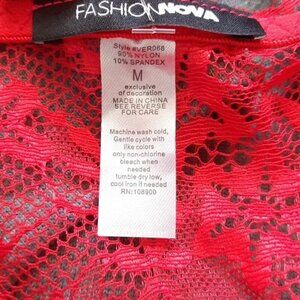 FASHIONNOVA
Style #VER068
90% NYLON
10% SPANDEX
M
exclusive
of decoration
MADE IN CHINA
SEE REVERSE
FOR CARE
Machine wash cold,
Gentle cycle with
like colors
only non-chlorine
bleach when
needed
tumble dry low,
cool iron if needed
RN:108900